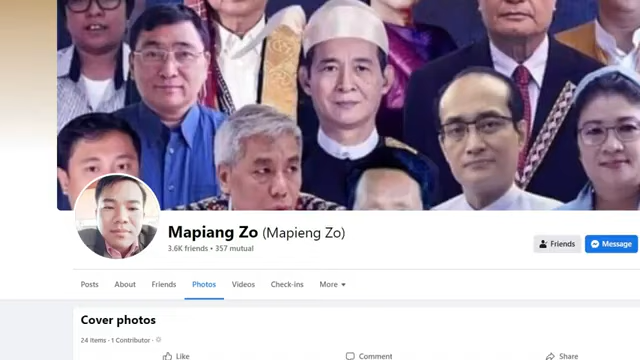 Mapiang Zo (Mapieng Zo)
3.6K friends • 357 mutual
Friends
Message
Posts About Friends Photos Videos Check-ins More
Cover photos
24 Items · 1 Contributor ·
Like Comment Share